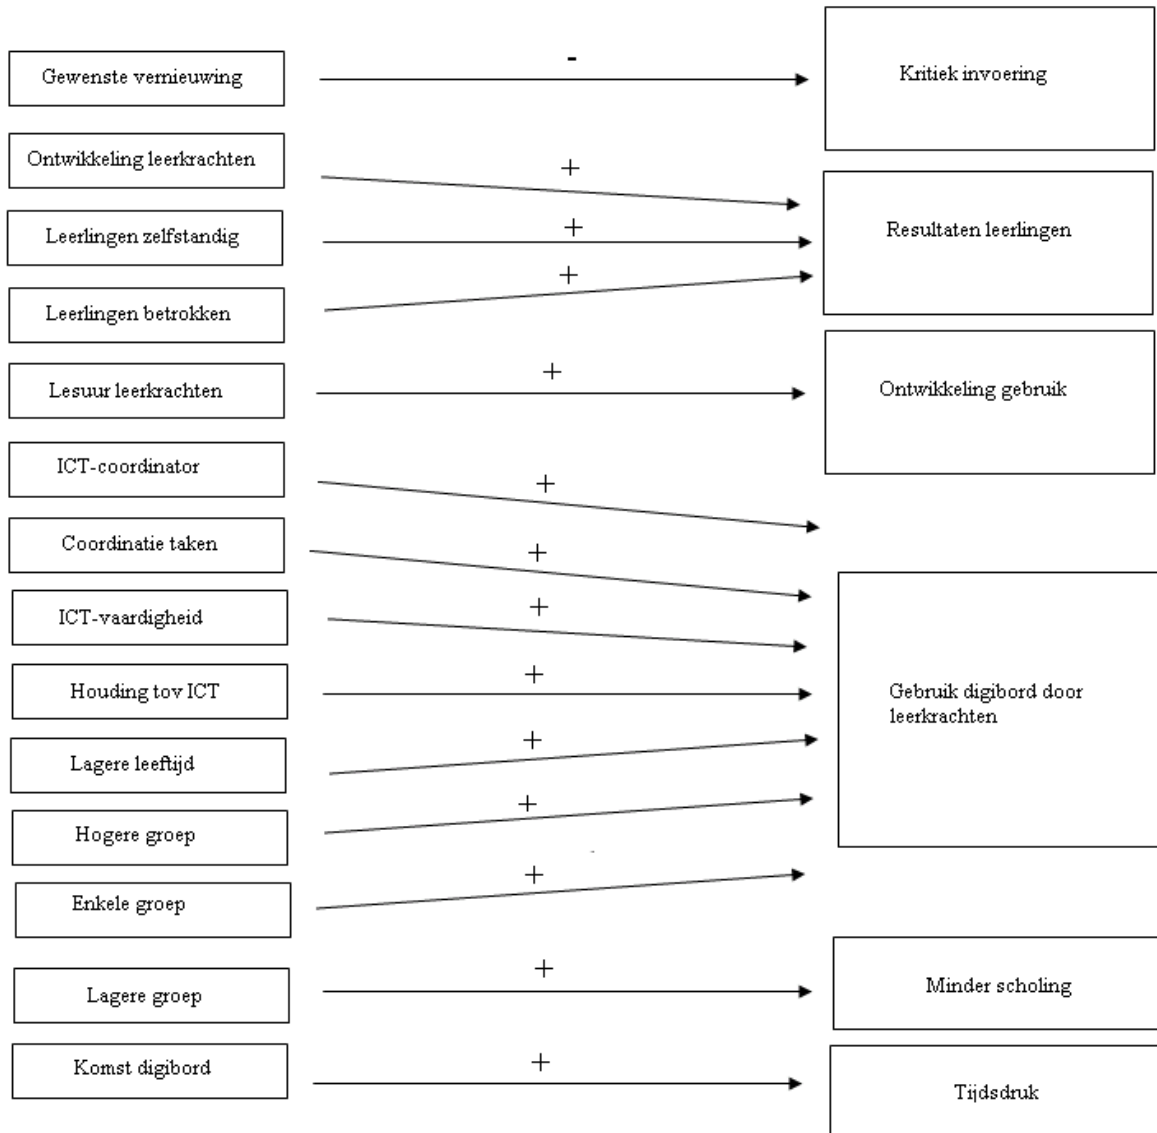 Gewenste vernieuwing
-
Kritiek invoering
Ontwikkeling leerkrachten
+
Resultaten leerlingen
Leerlingen zelfstandig
+
Leerlingen betrokken
+
Lesuur leerkrachten
+
Ontwikkeling gebruik
ICT-coordinator
+
Coordinatie taken
+
ICT-vaardigheid
+
Houding tov ICT
+
Gebruik digibord door
leerkrachten
Lagere leeftijd
+
Hogere groep
+
Enkele groep
+
Lagere groep
+
Minder scholing
Komst digibord
+
Tijdsdruk